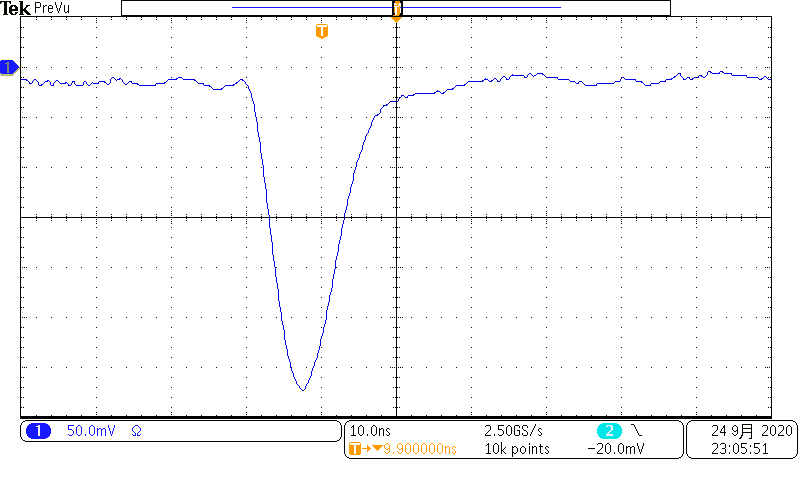 Tek PreVu
T
T
1
1 50.0mV Ω
10.0ns 2.50GS/s 2 \
T→▼9.900000ns 10k points −20.0mV
24 9月 2020
23:05:51